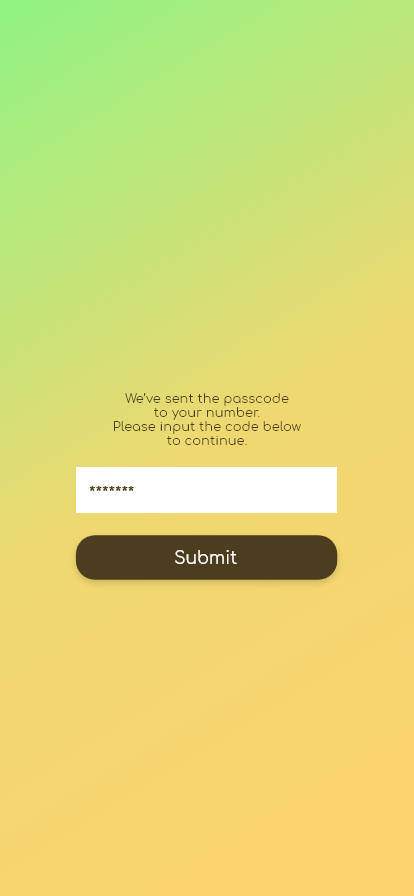 We've sent the passcode
to your number.
Please input the code below
to continue.
*******
Submit